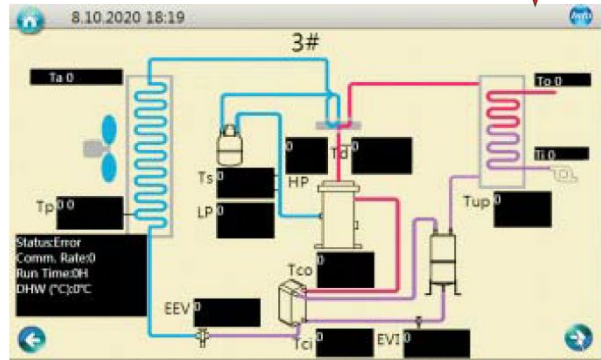 8.10.2020 18:19
Info
3#
Ta 0
To 0
0
Td 0
Ti 0
Ts 0
HP
Tp 0 0
LP 0
Tup 0
Status:Error
Comm. Rate:0
Run Time:0H
DHW (°C):0°C
Tco 0
EEV 0
Tci 0
EVI 0